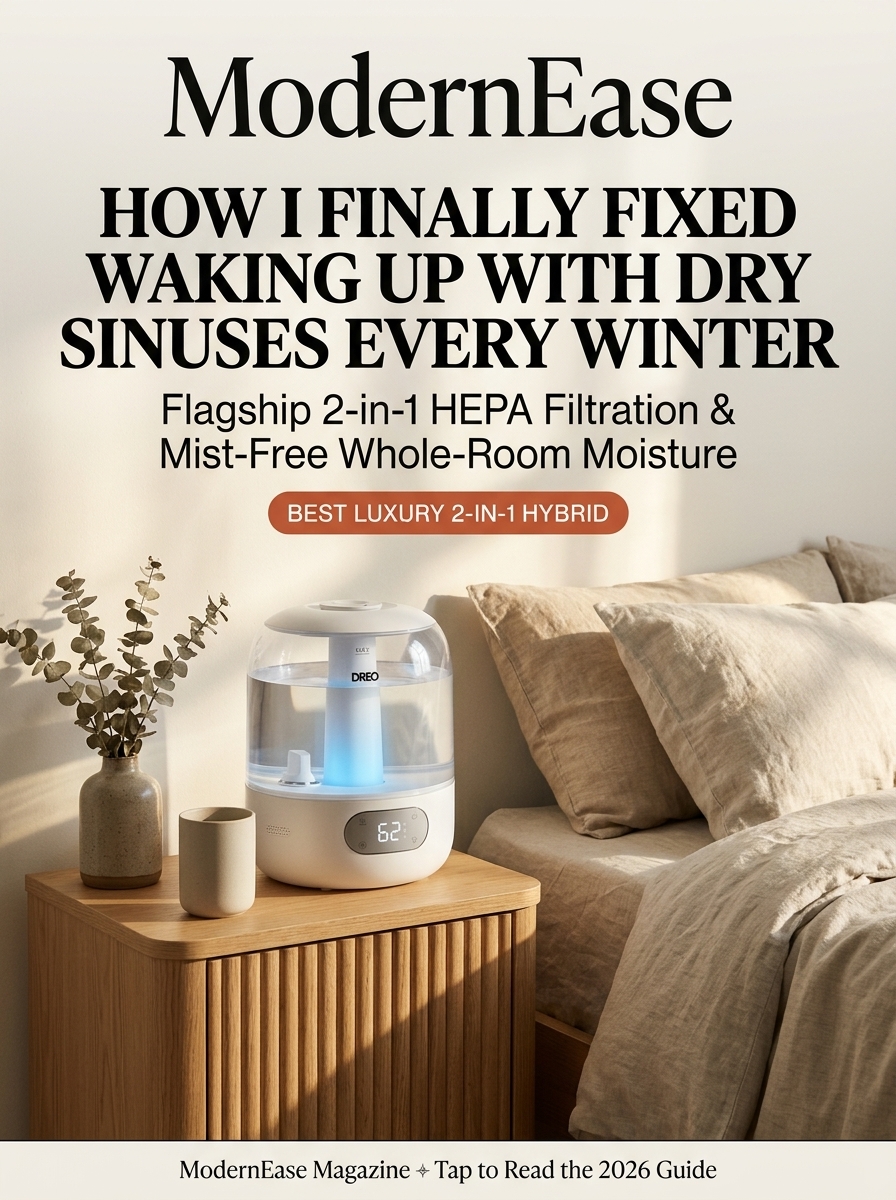 ModernEase
HOW I FINALLY FIXED
WAKING UP WITH DRY
SINUSES EVERY WINTER
Flagship 2-in-1 HEPA Filtration &
Mist-Free Whole-Room Moisture
BEST LUXURY 2-IN-1 HYBRID
DREO
62
ModernEase Magazine ✧ Tap to Read the 2026 Guide